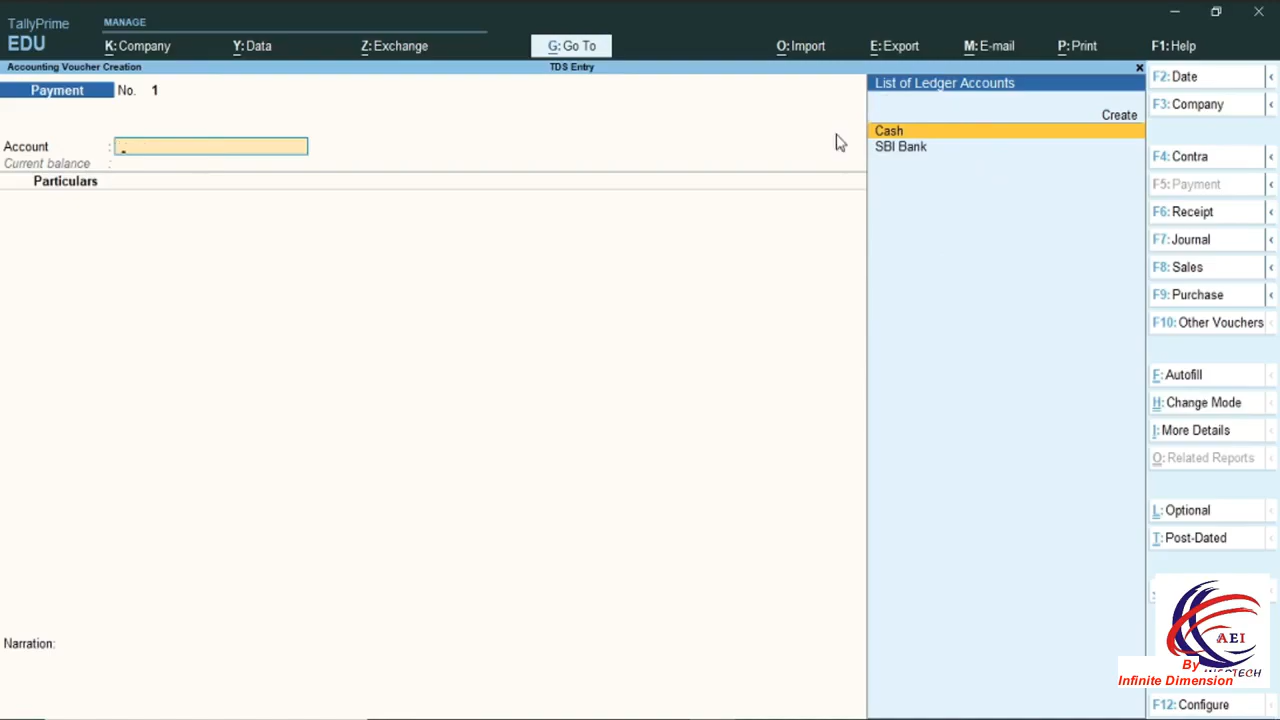 TallyPrime
EDU
MANAGE
K: Company
Y: Data
Z: Exchange
G: Go To
O: Import
E: Export
M: E-mail
P: Print
F1: Help
Accounting Voucher Creation
TDS Entry
Payment
No. 1
Account :
Current balance :
Particulars
Narration:
List of Ledger Accounts
Create
Cash
SBI Bank
F2: Date
F3: Company
F4: Contra
F5: Payment
F6: Receipt
F7: Journal
F8: Sales
F9: Purchase
F10: Other Vouchers
E: Autofill
H: Change Mode
I: More Details
O: Related Reports
L: Optional
T: Post-Dated
AEI
INFOTECH
By
Infinite Dimension
F12: Configure